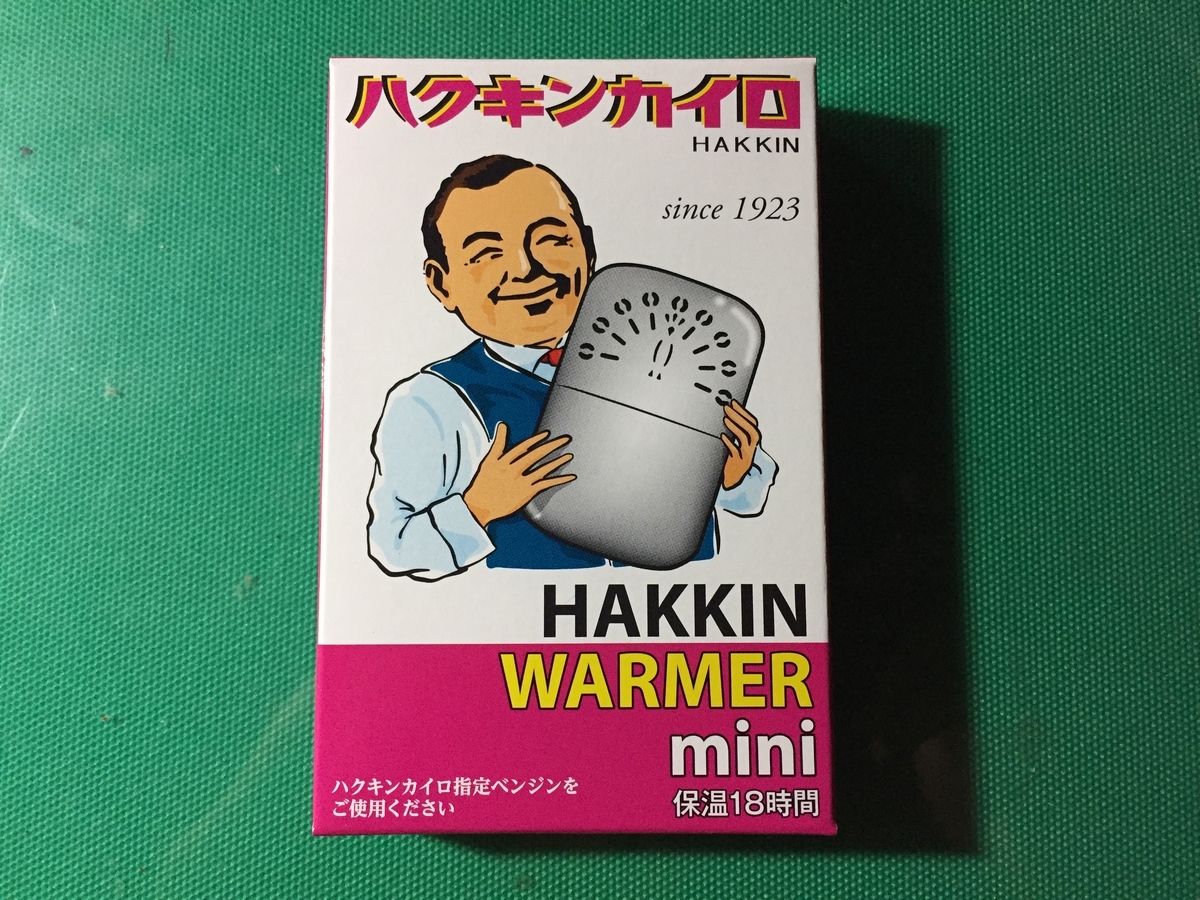 ハクキンカイロ
HAKKIN
since 1923
HAKKIN
WARMER
mini
保温18時間
ハクキンカイロ指定ベンジンを
ご使用ください